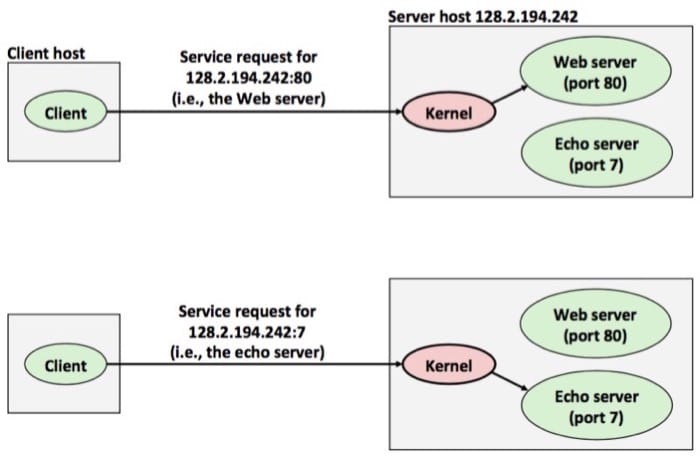 Server host 128.2.194.242
Client host
Service request for
128.2.194.242:80
(i.e., the Web server)
Client
Kernel
Web server
(port 80)
Echo server
(port 7)
Service request for
128.2.194.242:7
(i.e., the echo server)
Client
Kernel
Web server
(port 80)
Echo server
(port 7)